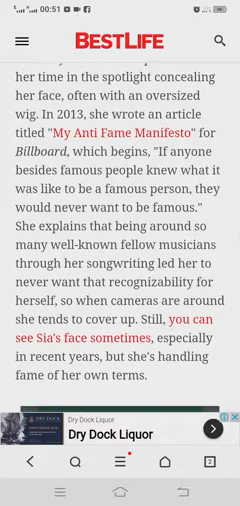 00:51
BESTLIFE
her time in the spotlight concealing
her face, often with an oversized
wig. In 2013, she wrote an article
titled "My Anti Fame Manifesto" for
Billboard, which begins, "If anyone
besides famous people knew what it
was like to be a famous person, they
would never want to be famous."
She explains that being around so
many well-known fellow musicians
through her songwriting led her to
never want that recognizability for
herself, so when cameras are around
she tends to cover up. Still, you can
see Sia's face sometimes, especially
in recent years, but she's handling
fame of her own terms.
Dry Dock Liquor
Dry Dock Liquor
2